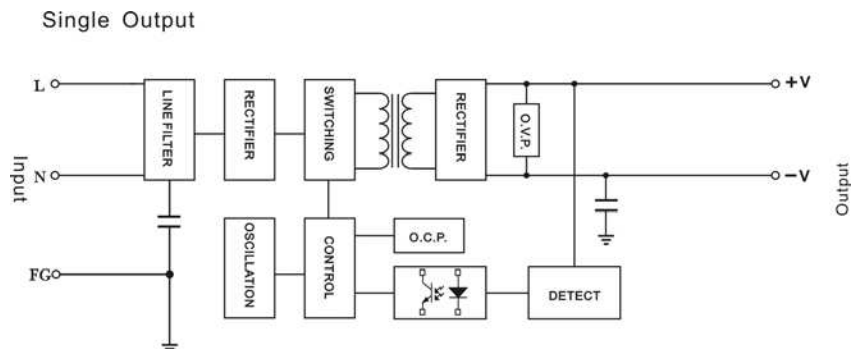 Single Output
L
N
FG
Input
LINE FILTER
RECTIFIER
SWITCHING
RECTIFIER
O.V.P.
+V
−V
Output
OSCILLATION
CONTROL
O.C.P.
DETECT